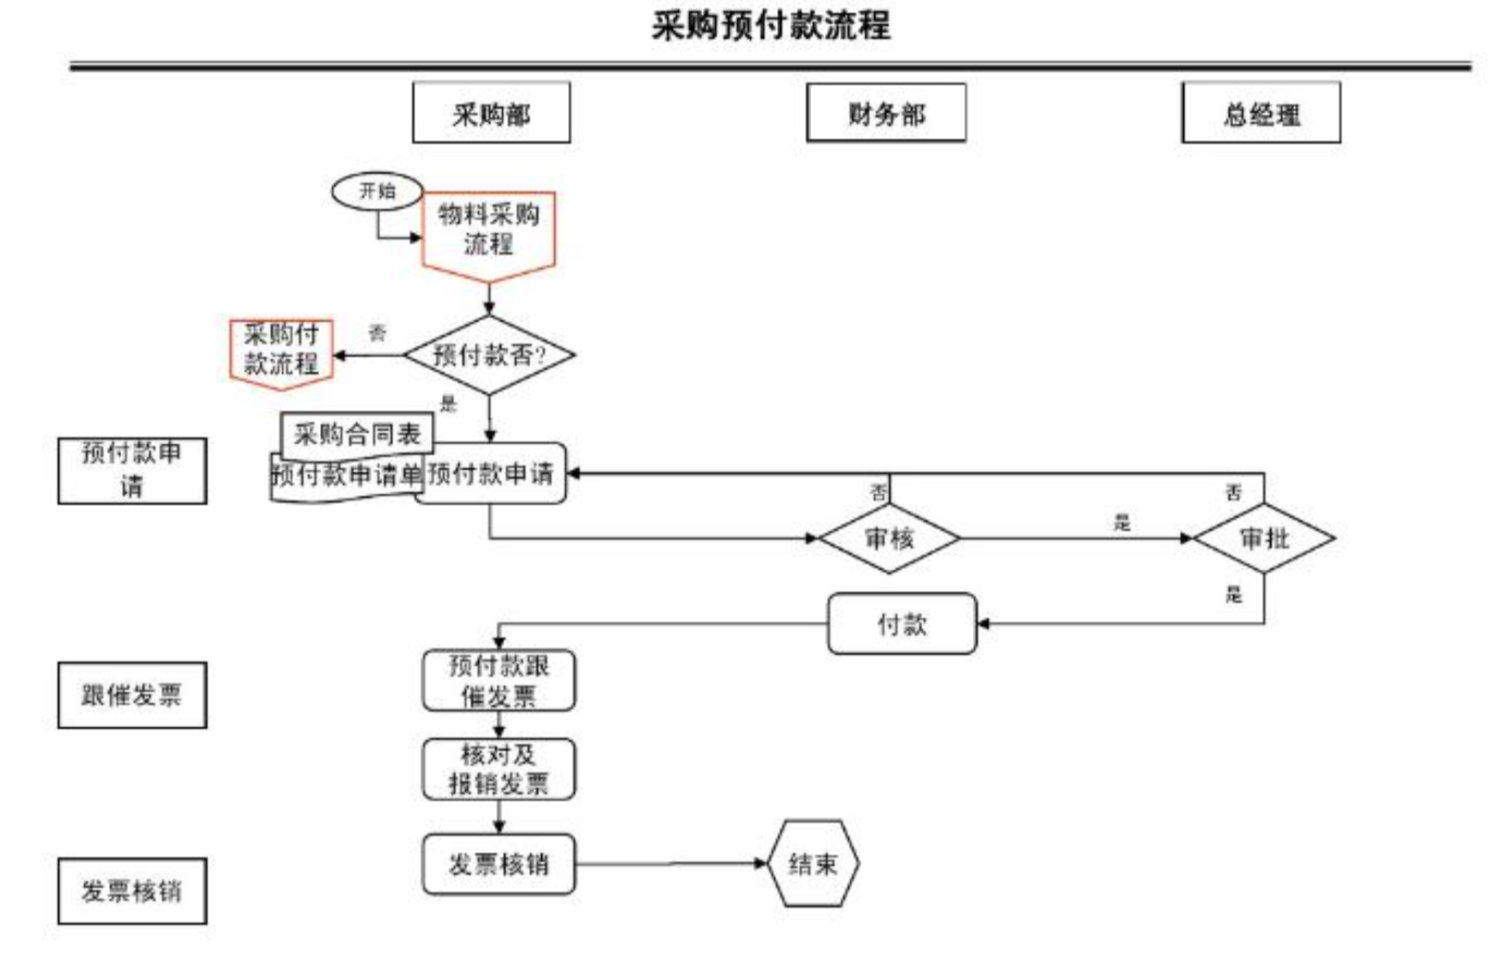 采购预付款流程
采购部
财务部
总经理
开始
物料采购
流程
采购付
款流程
否
预付款否?
是
采购合同表
预付款申
请
预付款申请单
预付款申请
否
否
审核
是
审批
是
付款
预付款跟
催发票
跟催发票
核对及
报销发票
发票核销
结束
发票核销